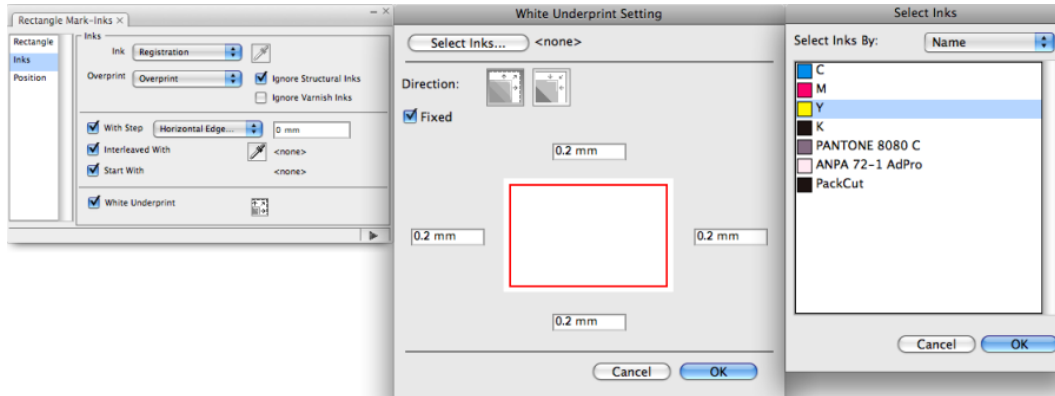 Rectangle Mark-Inks ×
Rectangle
Inks
Position
Inks
Ink Registration
Overprint Overprint
Ignore Structural Inks
Ignore Varnish Inks
With Step Horizontal Edge... 0 mm
Interleaved With <none>
Start With <none>
White Underprint
White Underprint Setting
Select Inks... <none>
Direction:
Fixed
0.2 mm
0.2 mm 0.2 mm
0.2 mm
Cancel OK
Select Inks
Select Inks By: Name
C
M
Y
K
PANTONE 8080 C
ANPA 72-1 AdPro
PackCut
Cancel OK